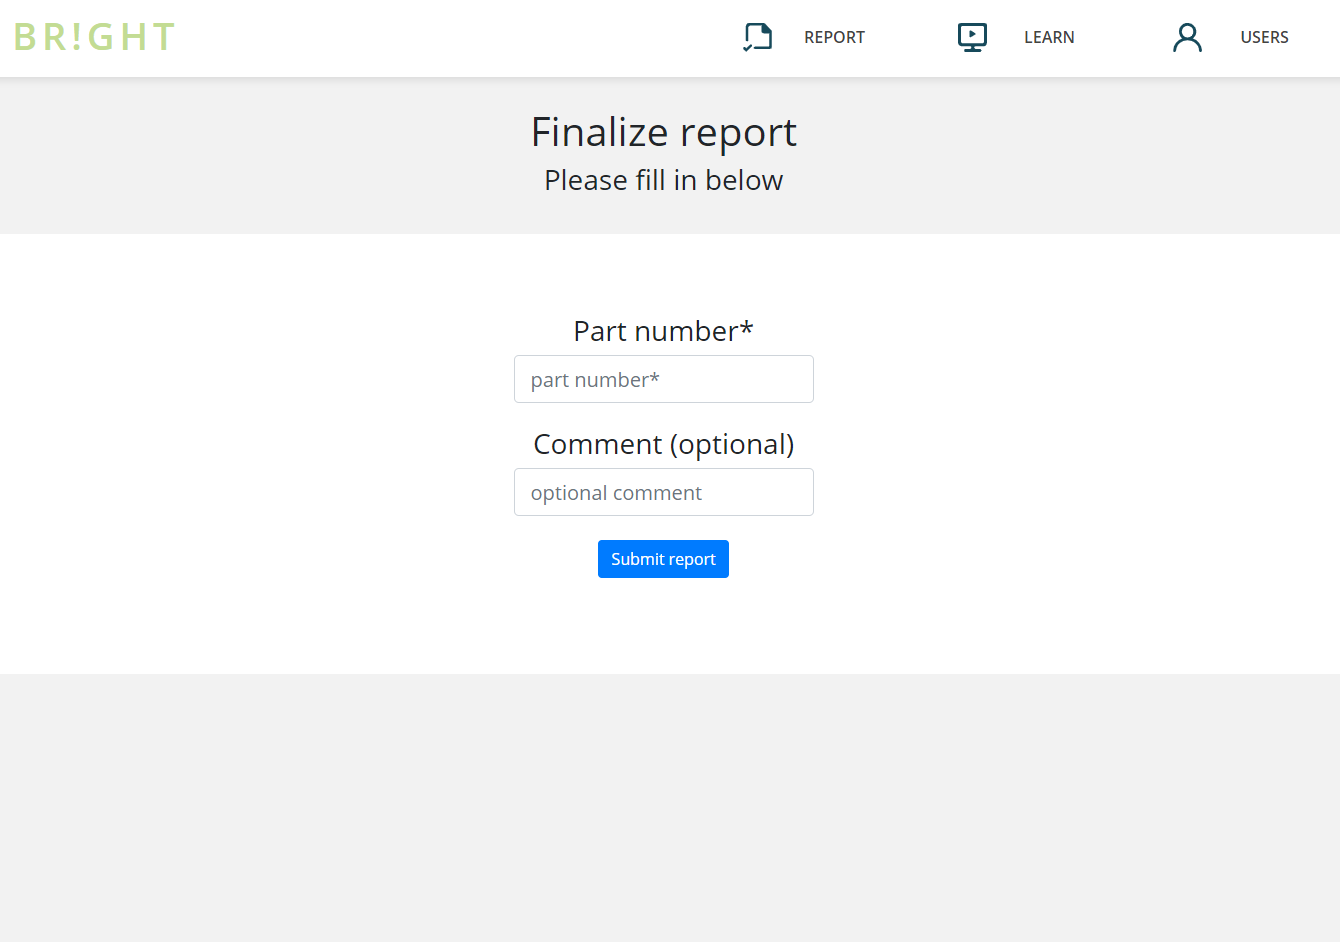 BR!GHT
REPORT
LEARN
USERS
Finalize report
Please fill in below
Part number*
part number*
Comment (optional)
optional comment
Submit report